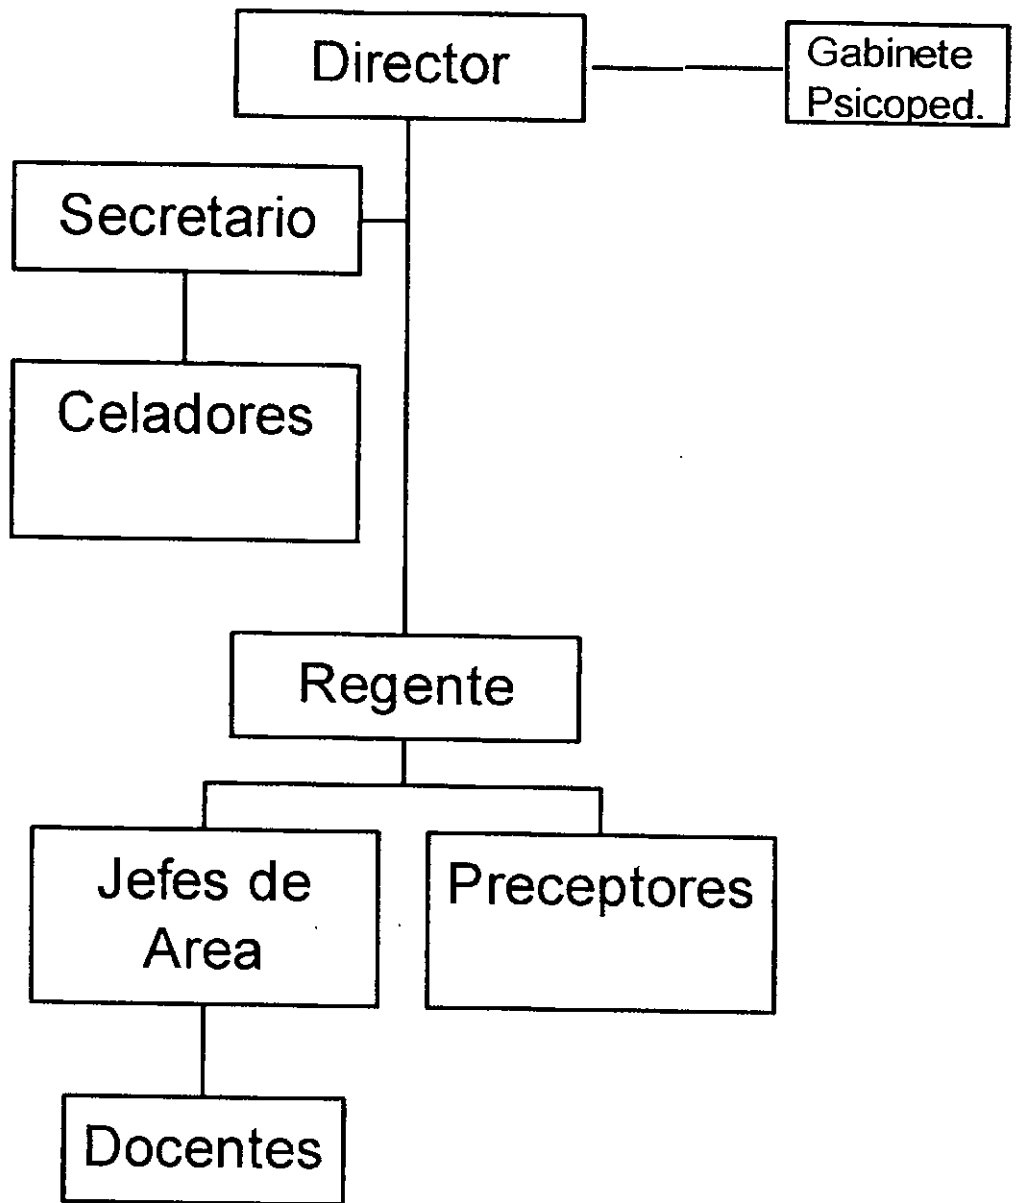 Director
Gabinete
Psicoped.
Secretario
Celadores
Regente
Jefes de
Area
Preceptores
Docentes